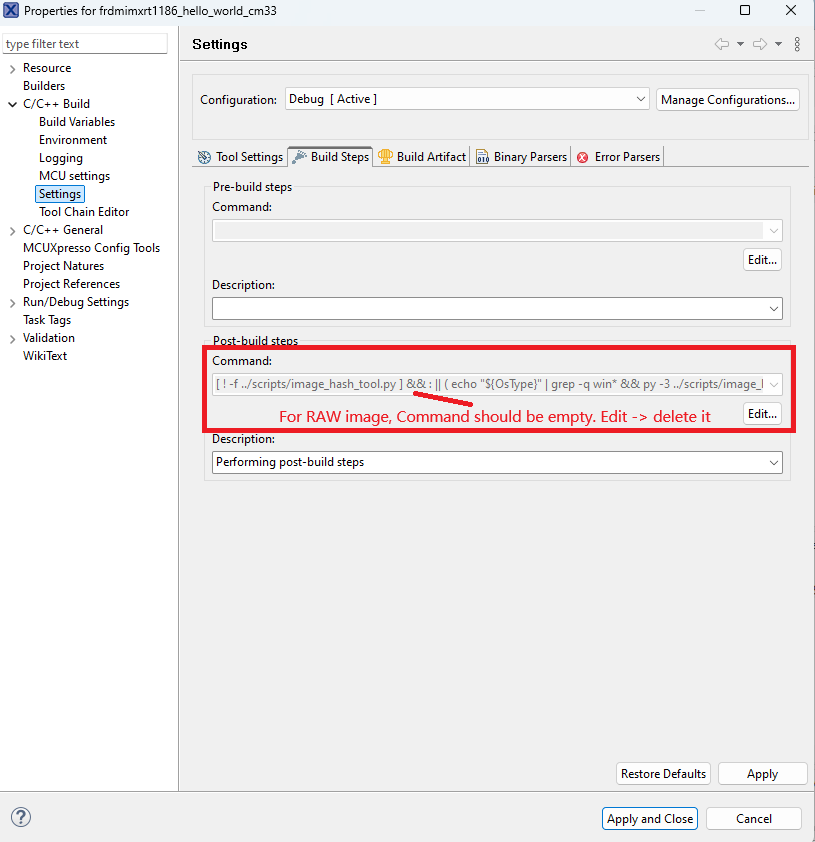 Properties for frdmimxrt1186_hello_world_cm33
type filter text
Resource
Builders
C/C++ Build
Build Variables
Environment
Logging
MCU settings
Settings
Tool Chain Editor
C/C++ General
MCUXpresso Config Tools
Project Natures
Project References
Run/Debug Settings
Task Tags
Validation
WikiText
Settings
Configuration: Debug [ Active ] Manage Configurations...
Tool Settings Build Steps Build Artifact Binary Parsers Error Parsers
Pre-build steps
Command:
Edit...
Description:
Post-build steps
Command:
[ ! -f ../scripts/image_hash_tool.py ] && : || ( echo "${OsType}" | grep -q win* && py -3 ../scripts/image_l
For RAW image, Command should be empty. Edit -> delete it
Edit...
Description:
Performing post-build steps
Restore Defaults Apply
Apply and Close Cancel